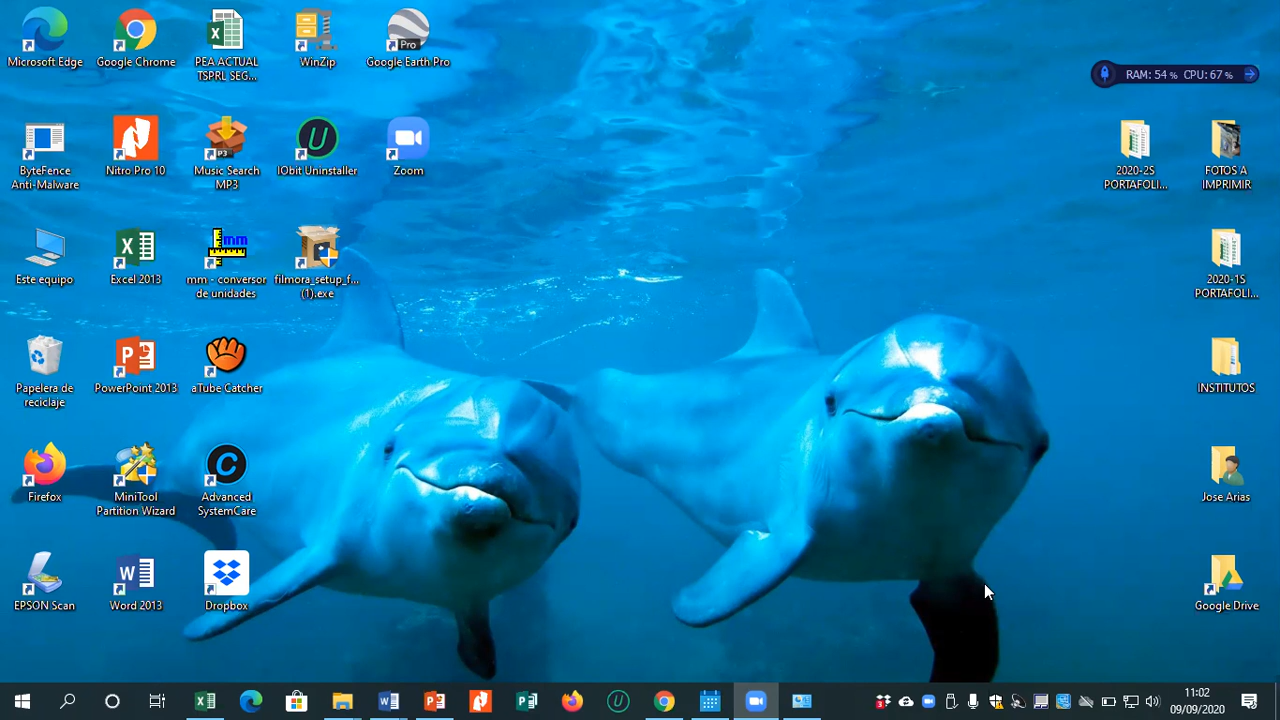 Microsoft Edge
Google Chrome
PEA ACTUAL
TSPRL SEG...
WinZip
Pro
Google Earth Pro
RAM: 54 % CPU: 67 %
ByteFence
Anti-Malware
Nitro Pro 10
P3
Music Search
MP3
IObit Uninstaller
Zoom
2020-2S
PORTAFOLI...
FOTOS A
IMPRIMIR
Este equipo
Excel 2013
mm
mm - conversor
de unidades
filmora_setup_f...
(1).exe
2020-1S
PORTAFOLI...
Papelera de
reciclaje
PowerPoint 2013
aTube Catcher
INSTITUTOS
Firefox
MiniTool
Partition Wizard
Advanced
SystemCare
Jose Arias
EPSON Scan
Word 2013
Dropbox
Google Drive
11:02
09/09/2020